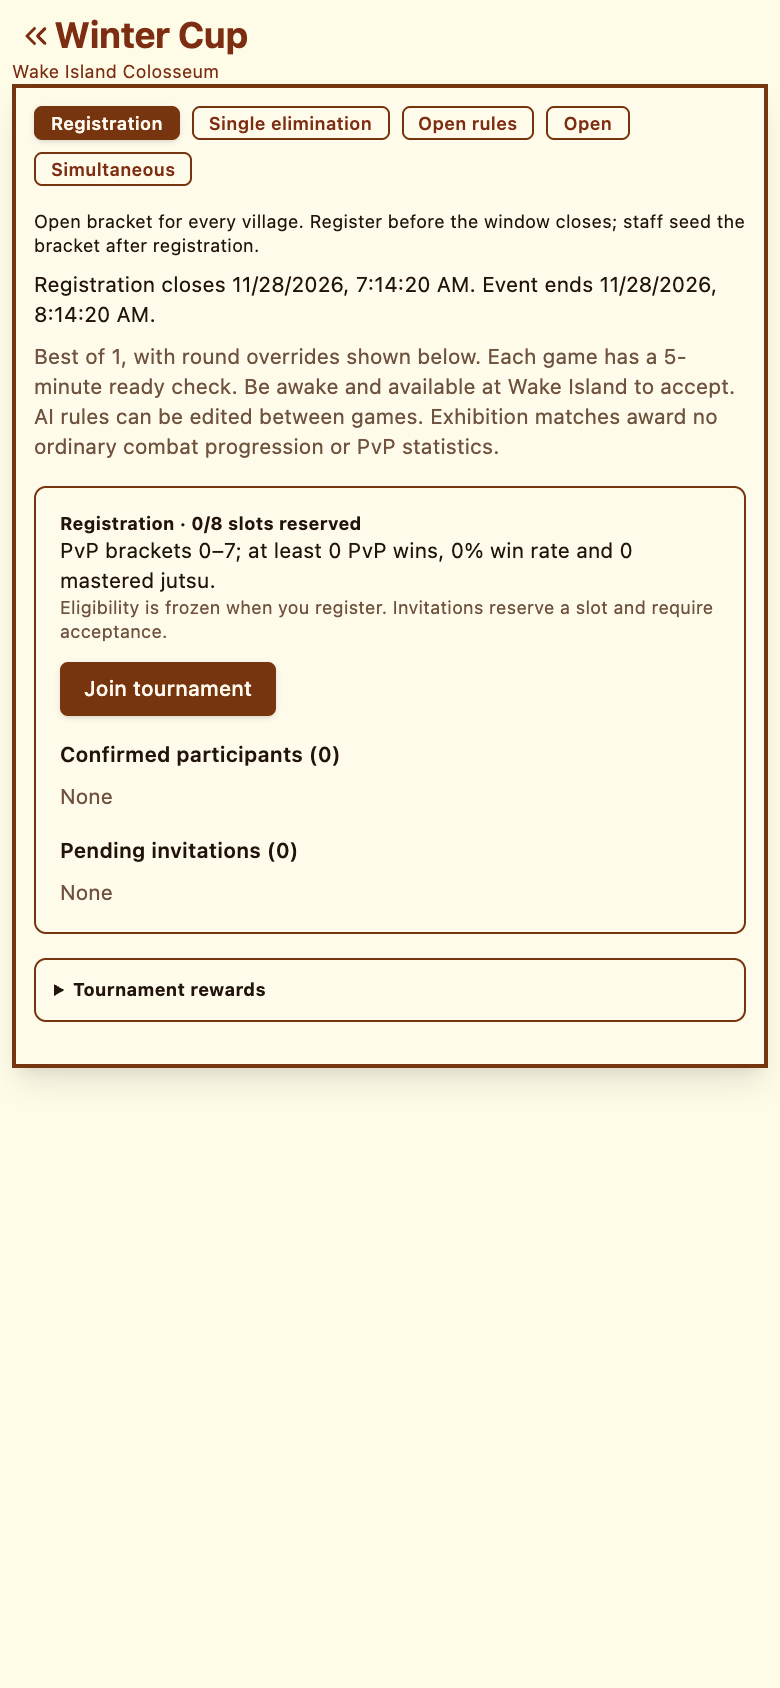 Winter Cup
Wake Island Colosseum
Registration
Single elimination
Open rules
Open
Simultaneous
Open bracket for every village. Register before the window closes; staff seed the
bracket after registration.
Registration closes 11/28/2026, 7:14:20 AM. Event ends 11/28/2026,
8:14:20 AM.
Best of 1, with round overrides shown below. Each game has a 5-
minute ready check. Be awake and available at Wake Island to accept.
AI rules can be edited between games. Exhibition matches award no
ordinary combat progression or PvP statistics.
Registration · 0/8 slots reserved
PvP brackets 0–7; at least 0 PvP wins, 0% win rate and 0
mastered jutsu.
Eligibility is frozen when you register. Invitations reserve a slot and require
acceptance.
Join tournament
Confirmed participants (0)
None
Pending invitations (0)
None
Tournament rewards